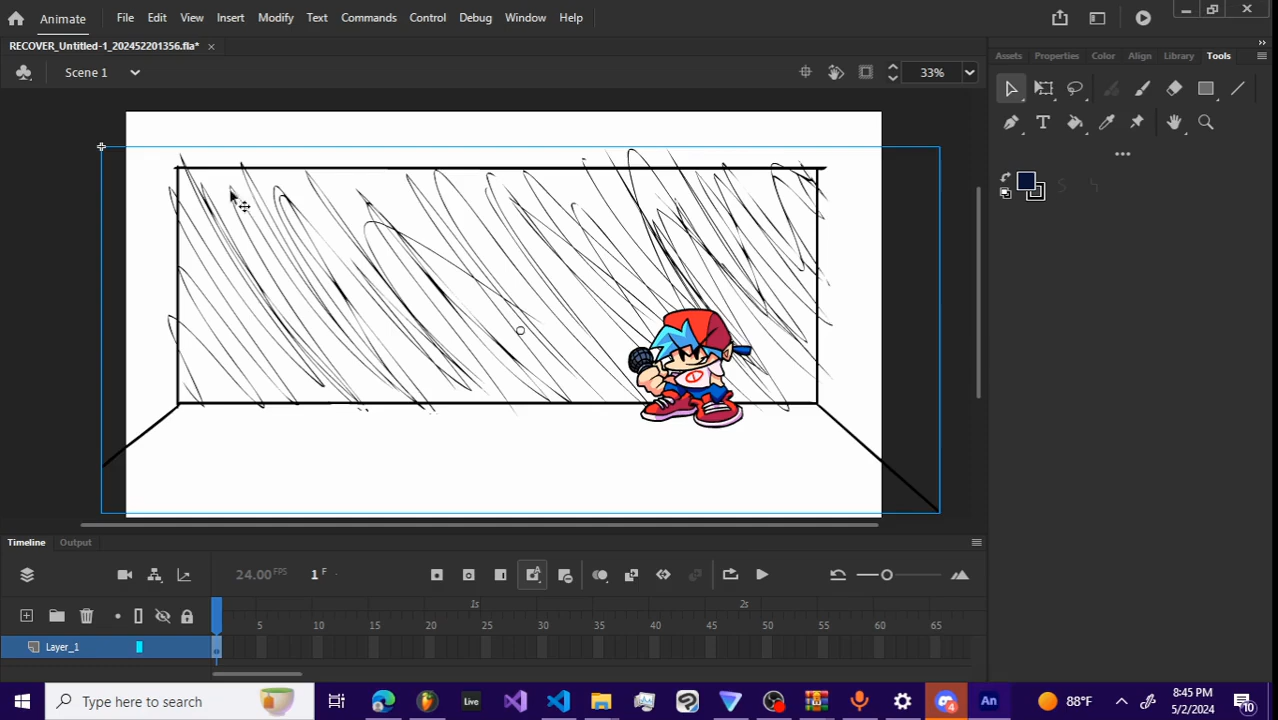 Animate File Edit View Insert Modify Text Commands Control Debug Window Help
RECOVER_Untitled-1_202452201356.fla*
Scene 1 33%
Assets Properties Color Align Library Tools
T
Timeline Output
24.00 FPS 1 F
1s 2s
5 10 15 20 25 30 35 40 45 50 55 60 65
Layer_1
Type here to search Live An 88°F 8:45 PM
5/2/2024
4
10